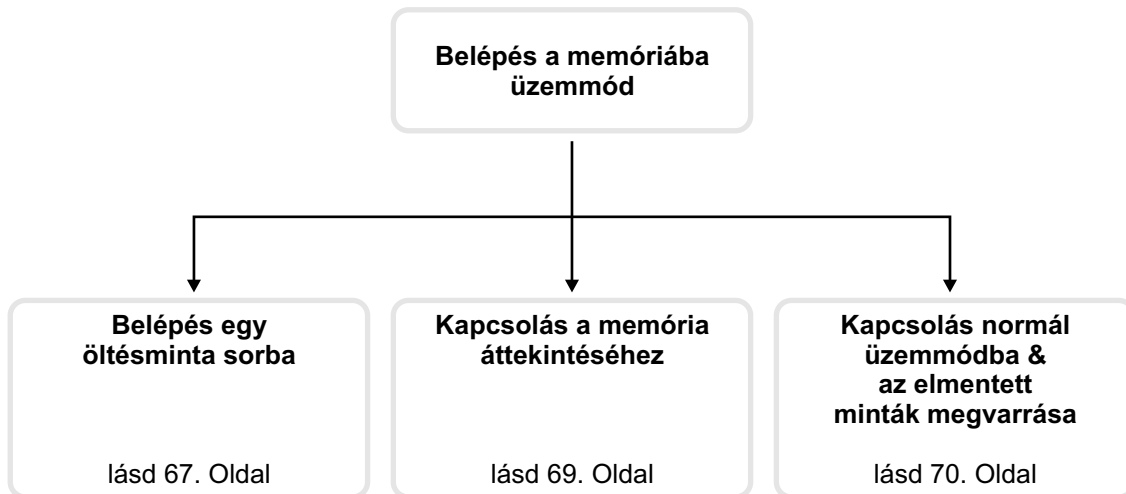 Belépés a memóriába
üzemmód
Belépés egy
öltésminta sorba
lásd 67. Oldal
Kapcsolás a memória
áttekintéséhez
lásd 69. Oldal
Kapcsolás normál
üzemmódba &
az elmentett
minták megvarrása
lásd 70. Oldal